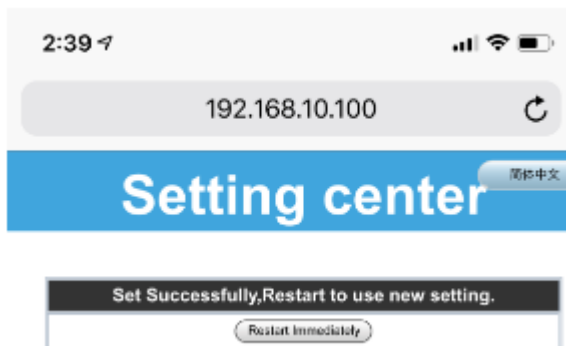 2:39
192.168.10.100
简体中文
Setting center
Set Successfully,Restart to use new setting.
Restart Immediately